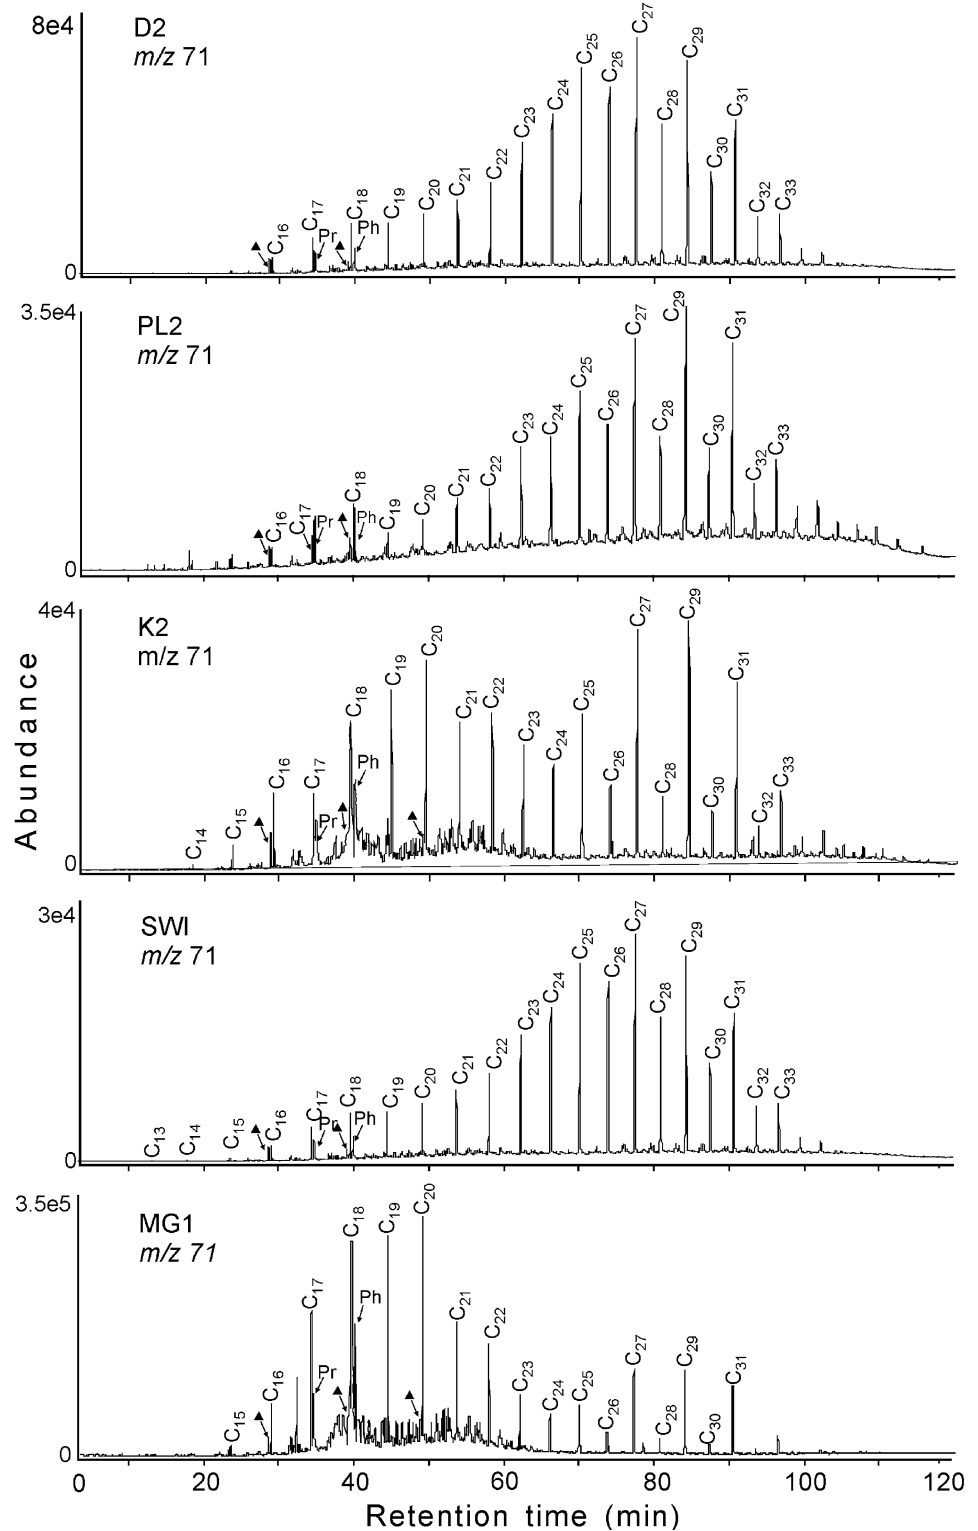 8e4
D2
m/z 71
C16
C17
Pr
C18
Ph
C19
C20
C21
C22
C23
C24
C25
C26
C27
C28
C29
C30
C31
C32
C33
0
3.5e4
PL2
m/z 71
C16
C17
Pr
C18
Ph
C19
C20
C21
C22
C23
C24
C25
C26
C27
C28
C29
C30
C31
C32
C33
0
4e4
K2
m/z 71
C14
C15
C16
C17
Pr
C18
Ph
C19
C20
C21
C22
C23
C24
C25
C26
C27
C28
C29
C30
C31
C32
C33
0
Abundance
3e4
SWI
m/z 71
C13
C14
C15
C16
C17
Pr
C18
Ph
C19
C20
C21
C22
C23
C24
C25
C26
C27
C28
C29
C30
C31
C32
C33
0
3.5e5
MG1
m/z 71
C15
C16
C17
Pr
C18
Ph
C19
C20
C21
C22
C23
C24
C25
C26
C27
C28
C29
C30
C31
0
0 20 40 60 80 100 120
Retention time (min)